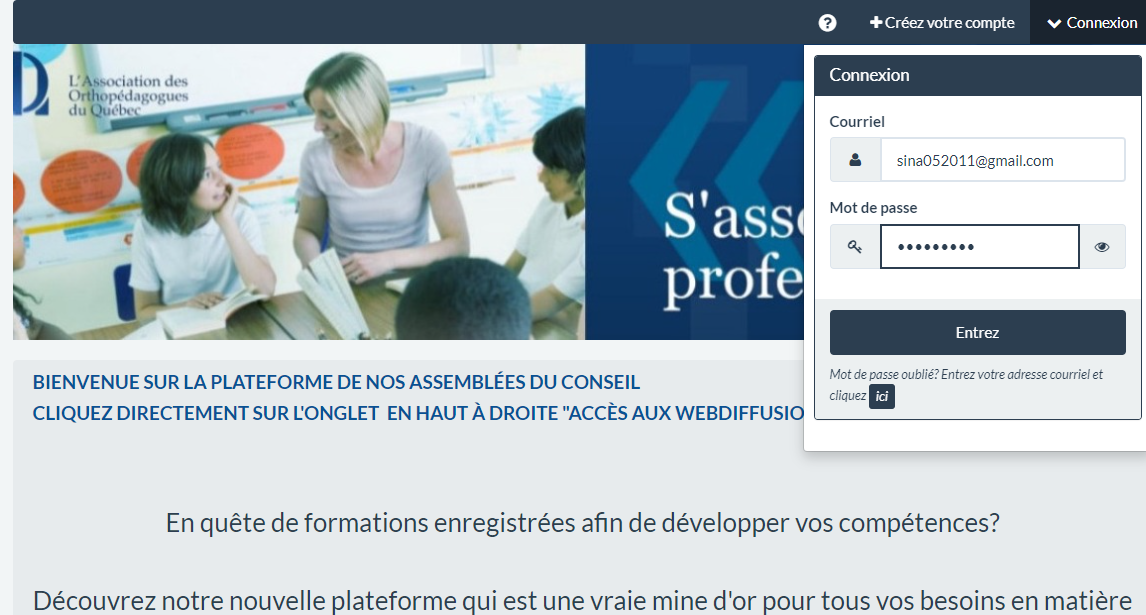 Créez votre compte
Connexion
L'Association des
Orthopédagogues
du Québec
S'asso
profe
Connexion
Courriel
sina052011@gmail.com
Mot de passe
•••••••••
Entrez
Mot de passe oublié? Entrez votre adresse courriel et
cliquez ici
BIENVENUE SUR LA PLATEFORME DE NOS ASSEMBLÉES DU CONSEIL
CLIQUEZ DIRECTEMENT SUR L'ONGLET EN HAUT À DROITE "ACCÈS AUX WEBDIFFUSIO
En quête de formations enregistrées afin de développer vos compétences?
Découvrez notre nouvelle plateforme qui est une vraie mine d'or pour tous vos besoins en matière